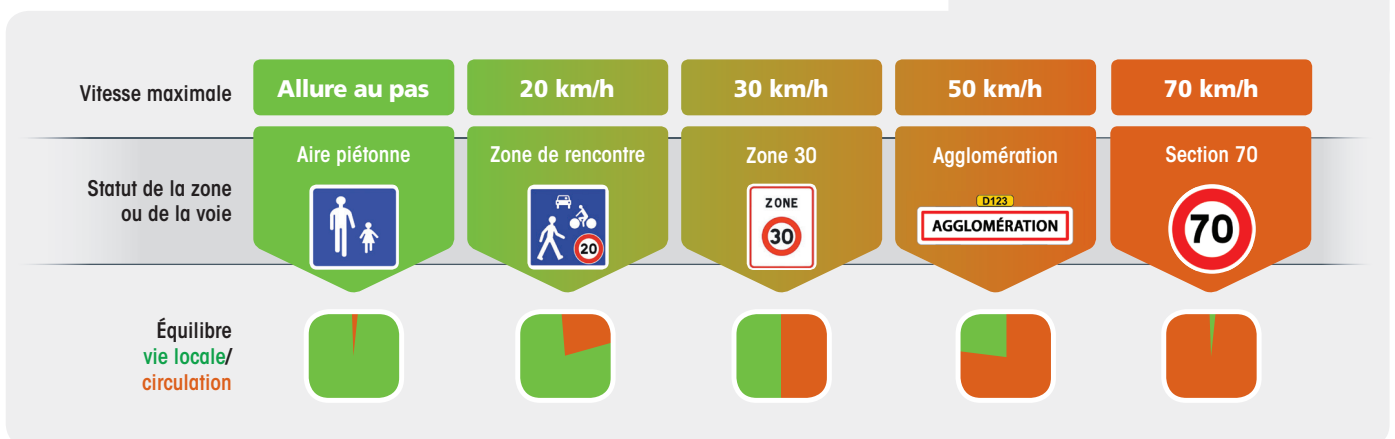 Vitesse maximale
Allure au pas
20 km/h
30 km/h
50 km/h
70 km/h
Statut de la zone
ou de la voie
Aire piétonne
Zone de rencontre
20
Zone 30
ZONE
30
Agglomération
D123
AGGLOMÉRATION
Section 70
70
Équilibre
vie locale/
circulation